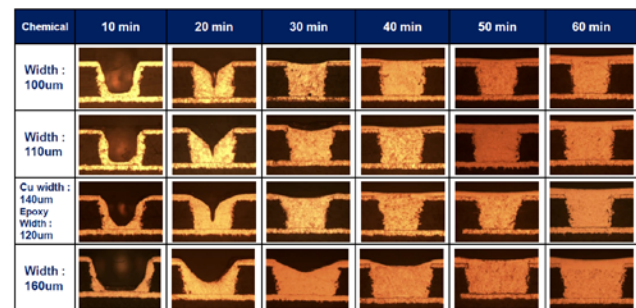 Chemical 10 min 20 min 30 min 40 min 50 min 60 min
Width :
100um
Width :
110um
Cu width :
140um
Epoxy
Width :
120um
Width :
160um